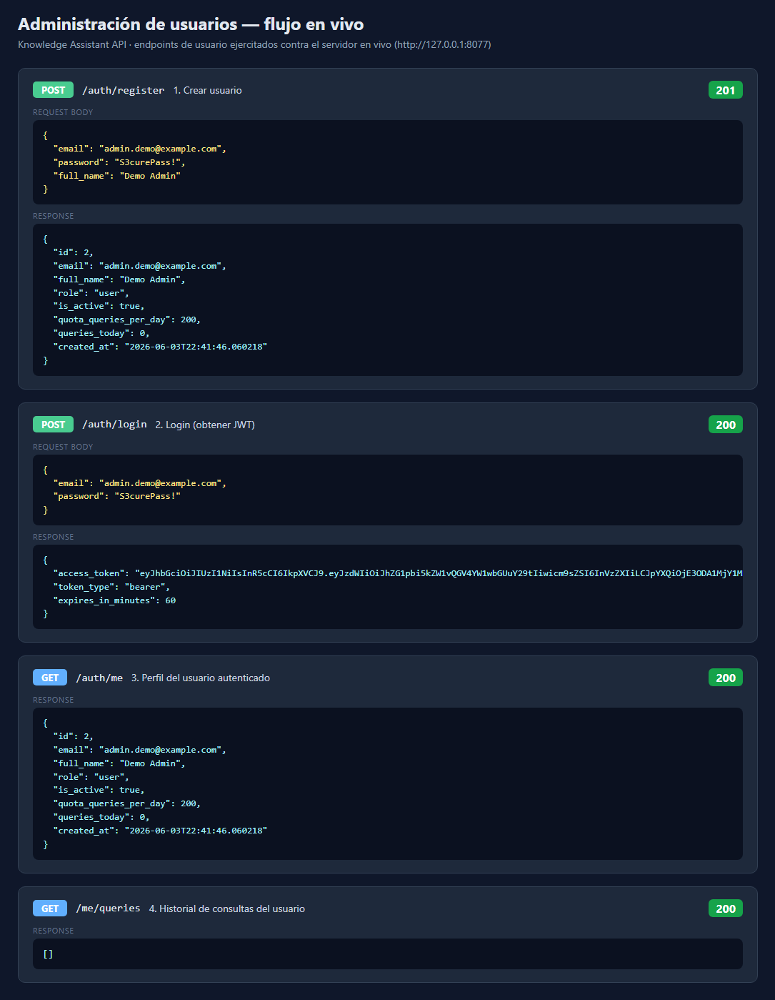 Administración de usuarios — flujo en vivo
Knowledge Assistant API · endpoints de usuario ejercitados contra el servidor en vivo (http://127.0.0.1:8077)
POST /auth/register 1. Crear usuario 201
REQUEST BODY
{
  "email": "admin.demo@example.com",
  "password": "S3curePass!",
  "full_name": "Demo Admin"
}
RESPONSE
{
  "id": 2,
  "email": "admin.demo@example.com",
  "full_name": "Demo Admin",
  "role": "user",
  "is_active": true,
  "quota_queries_per_day": 200,
  "queries_today": 0,
  "created_at": "2026-06-03T22:41:46.060218"
}
POST /auth/login 2. Login (obtener JWT) 200
REQUEST BODY
{
  "email": "admin.demo@example.com",
  "password": "S3curePass!"
}
RESPONSE
{
  "access_token": "eyJhbGciOiJIUzI1NiIsInR5cCI6IkpXVCJ9.eyJzdWIiOiJhZG1pbi5kZW1vQGV4YW1wbGUuY29tIiwicm9sZSI6InVzZXIiLCJpYXQiOjE3ODA1MjY1M
  "token_type": "bearer",
  "expires_in_minutes": 60
}
GET /auth/me 3. Perfil del usuario autenticado 200
RESPONSE
{
  "id": 2,
  "email": "admin.demo@example.com",
  "full_name": "Demo Admin",
  "role": "user",
  "is_active": true,
  "quota_queries_per_day": 200,
  "queries_today": 0,
  "created_at": "2026-06-03T22:41:46.060218"
}
GET /me/queries 4. Historial de consultas del usuario 200
RESPONSE
[]